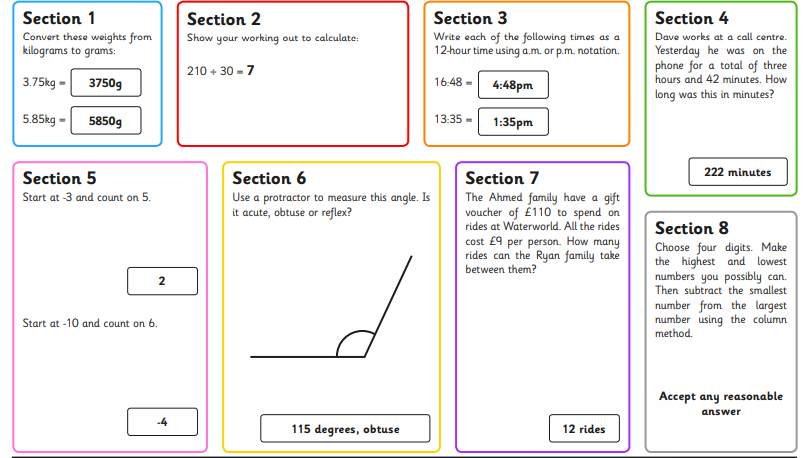 Section 1
Convert these weights from
kilograms to grams:
3.75kg = 3750g
5.85kg = 5850g
Section 2
Show your working out to calculate:
210 ÷ 30 = 7
Section 3
Write each of the following times as a
12-hour time using a.m. or p.m. notation.
16:48 = 4:48pm
13:35 = 1:35pm
Section 4
Dave works at a call centre.
Yesterday he was on the
phone for a total of three
hours and 42 minutes. How
long was this in minutes?
222 minutes
Section 5
Start at -3 and count on 5.
2
Start at -10 and count on 6.
-4
Section 6
Use a protractor to measure this angle. Is
it acute, obtuse or reflex?
115 degrees, obtuse
Section 7
The Ahmed family have a gift
voucher of £110 to spend on
rides at Waterworld. All the rides
cost £9 per person. How many
rides can the Ryan family take
between them?
12 rides
Section 8
Choose four digits. Make
the highest and lowest
numbers you possibly can.
Then subtract the smallest
number from the largest
number using the column
method.
Accept any reasonable
answer